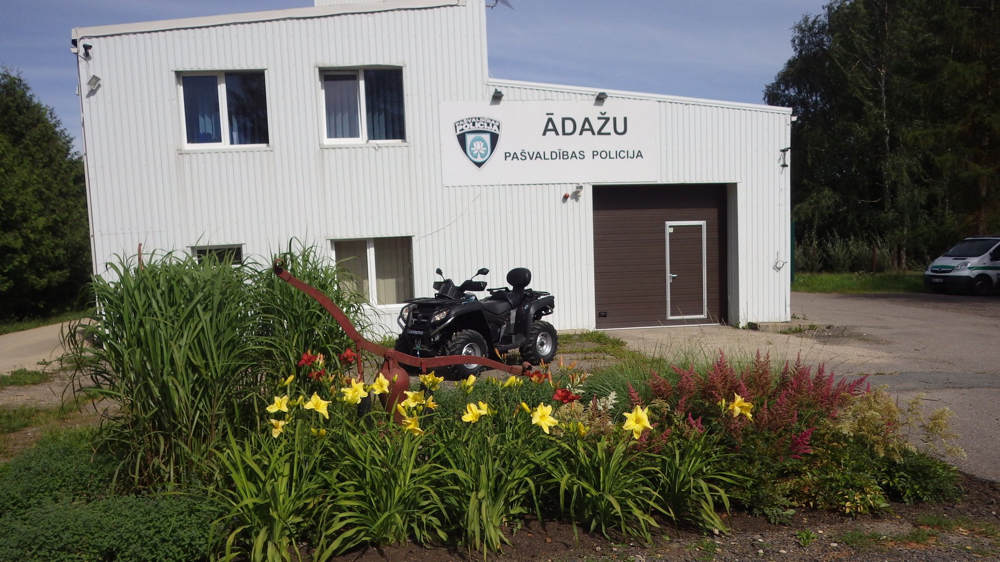 PAŠVALDĪBAS
POLICIJA
ĀDAŽU
PAŠVALDĪBAS POLICIJA
CFMOTO